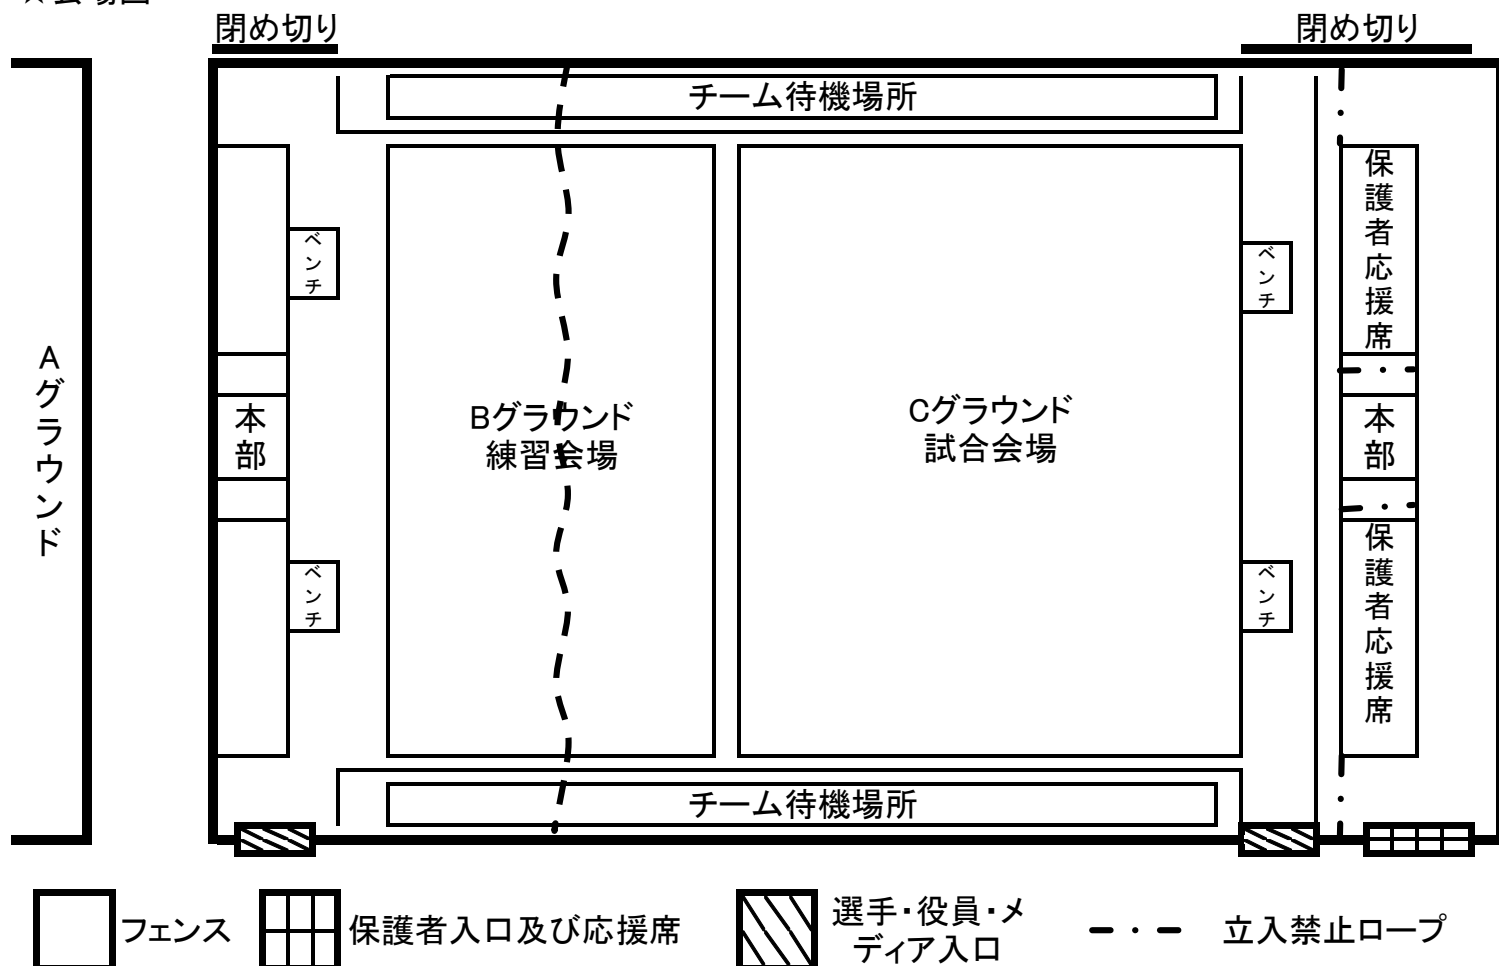 閉め切り
閉め切り
チーム待機場所
保護者応援席
ベンチ
ベンチ
Aグラウンド
本部
Bグラウンド
練習会場
Cグラウンド
試合会場
本部
ベンチ
ベンチ
保護者応援席
チーム待機場所
フェンス
保護者入口及び応援席
選手・役員・メ
ディア入口
立入禁止ロープ